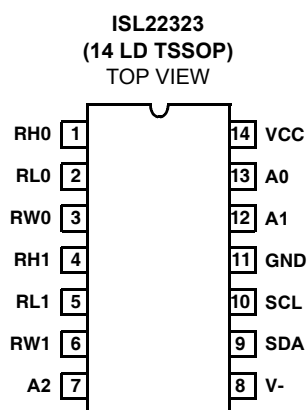 ISL22323
(14 LD TSSOP)
TOP VIEW
RH0 1 14 VCC
RL0 2 13 A0
RW0 3 12 A1
RH1 4 11 GND
RL1 5 10 SCL
RW1 6 9 SDA
A2 7 8 V-